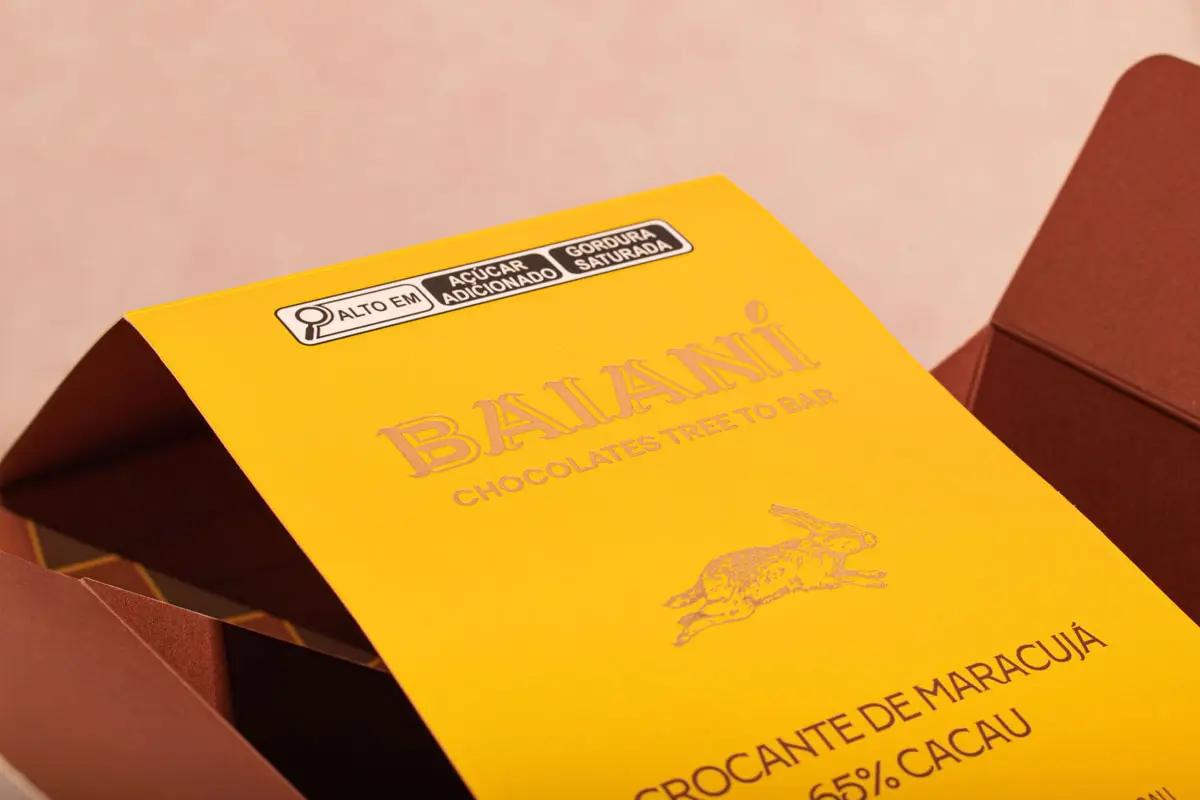 ALTO EM
AÇÚCAR
ADICIONADO
GORDURA
SATURADA
BAIANÍ
CHOCOLATES TREE TO BAR
CROCANTE DE MARACUJÁ
65% CACAU